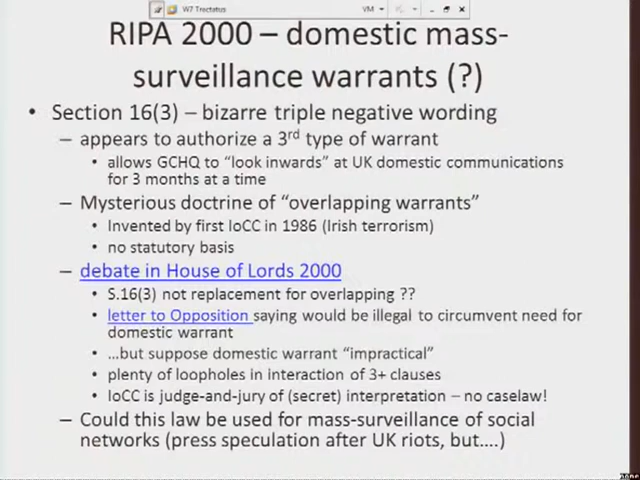 W7 Trectatus
VM
RIPA 2000 – domestic mass-
surveillance warrants (?)
• Section 16(3) – bizarre triple negative wording
– appears to authorize a 3rd type of warrant
• allows GCHQ to “look inwards” at UK domestic communications
for 3 months at a time
– Mysterious doctrine of “overlapping warrants”
• Invented by first IoCC in 1986 (Irish terrorism)
• no statutory basis
– debate in House of Lords 2000
• S.16(3) not replacement for overlapping ??
• letter to Opposition saying would be illegal to circumvent need for
domestic warrant
• …but suppose domestic warrant “impractical”
• plenty of loopholes in interaction of 3+ clauses
• IoCC is judge-and-jury of (secret) interpretation – no caselaw!
– Could this law be used for mass-surveillance of social
networks (press speculation after UK riots, but….)